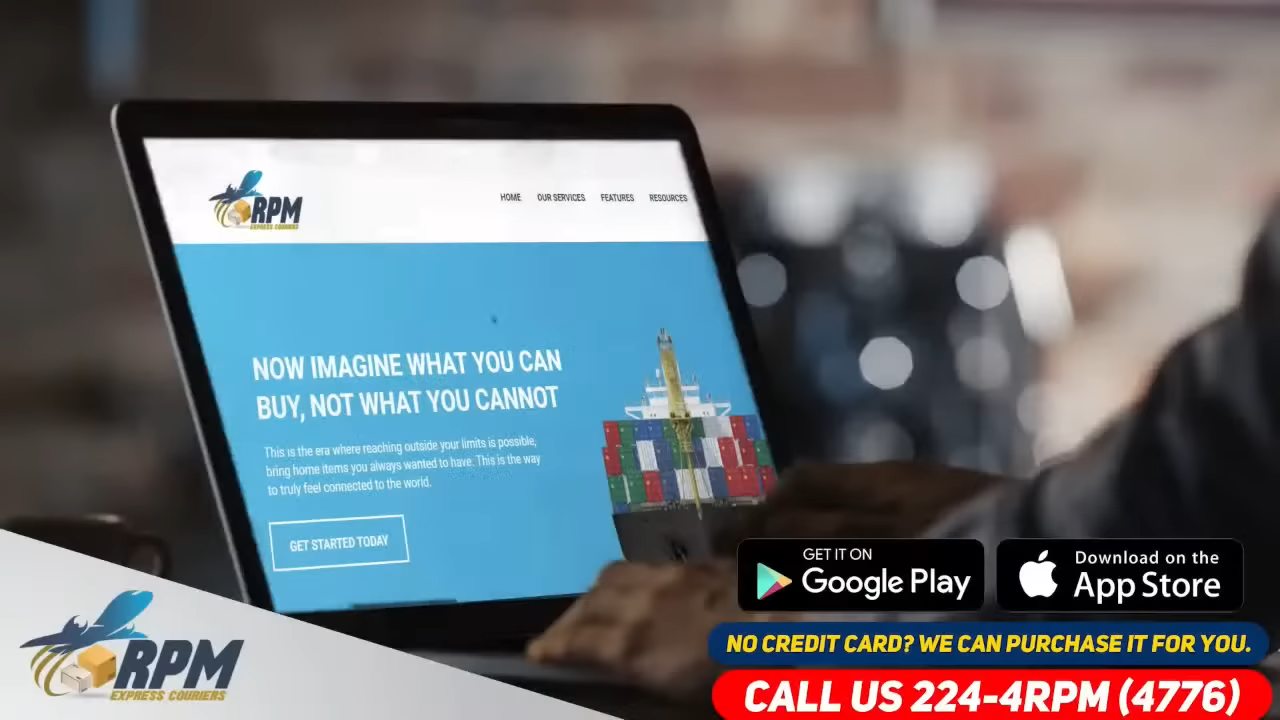 RPM
EXPRESS COURIERS
HOME OUR SERVICES FEATURES RESOURCES
NOW IMAGINE WHAT YOU CAN
BUY, NOT WHAT YOU CANNOT
This is the era where reaching outside your limits is possible,
bring home items you always wanted to have. This is the way
to truly feel connected to the world.
GET STARTED TODAY
RPM
EXPRESS COURIERS
GET IT ON
Google Play
Download on the
App Store
NO CREDIT CARD? WE CAN PURCHASE IT FOR YOU.
CALL US 224-4RPM (4776)